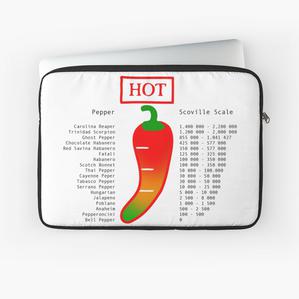 HOT
Pepper Scoville Scale
Carolina Reaper 1,400 000 - 2,200 000
Trinidad Scorpion 1,200 000 - 2,000 000
Ghost Pepper 855 000 - 1,041 427
Chocolate Habanero 425 000 - 577 000
Red Savina Habanero 350 000 - 577 000
Fatali 125 000 - 325 000
Habanero 100 000 - 350 000
Scotch Bonnet 100 000 - 350 000
Thai Pepper 50 000 - 100 000
Cayenne Peper 30 000 - 50 000
Tabasco Pepper 30 000 - 50 000
Serrano Pepper 10 000 - 25 000
Hungarian 5 000 - 10 000
Jalapeno 2 500 - 8 000
Poblano 1 000 - 1 500
Anaheim 500 - 2 500
Pepperoncini 100 - 500
Bell Pepper 0